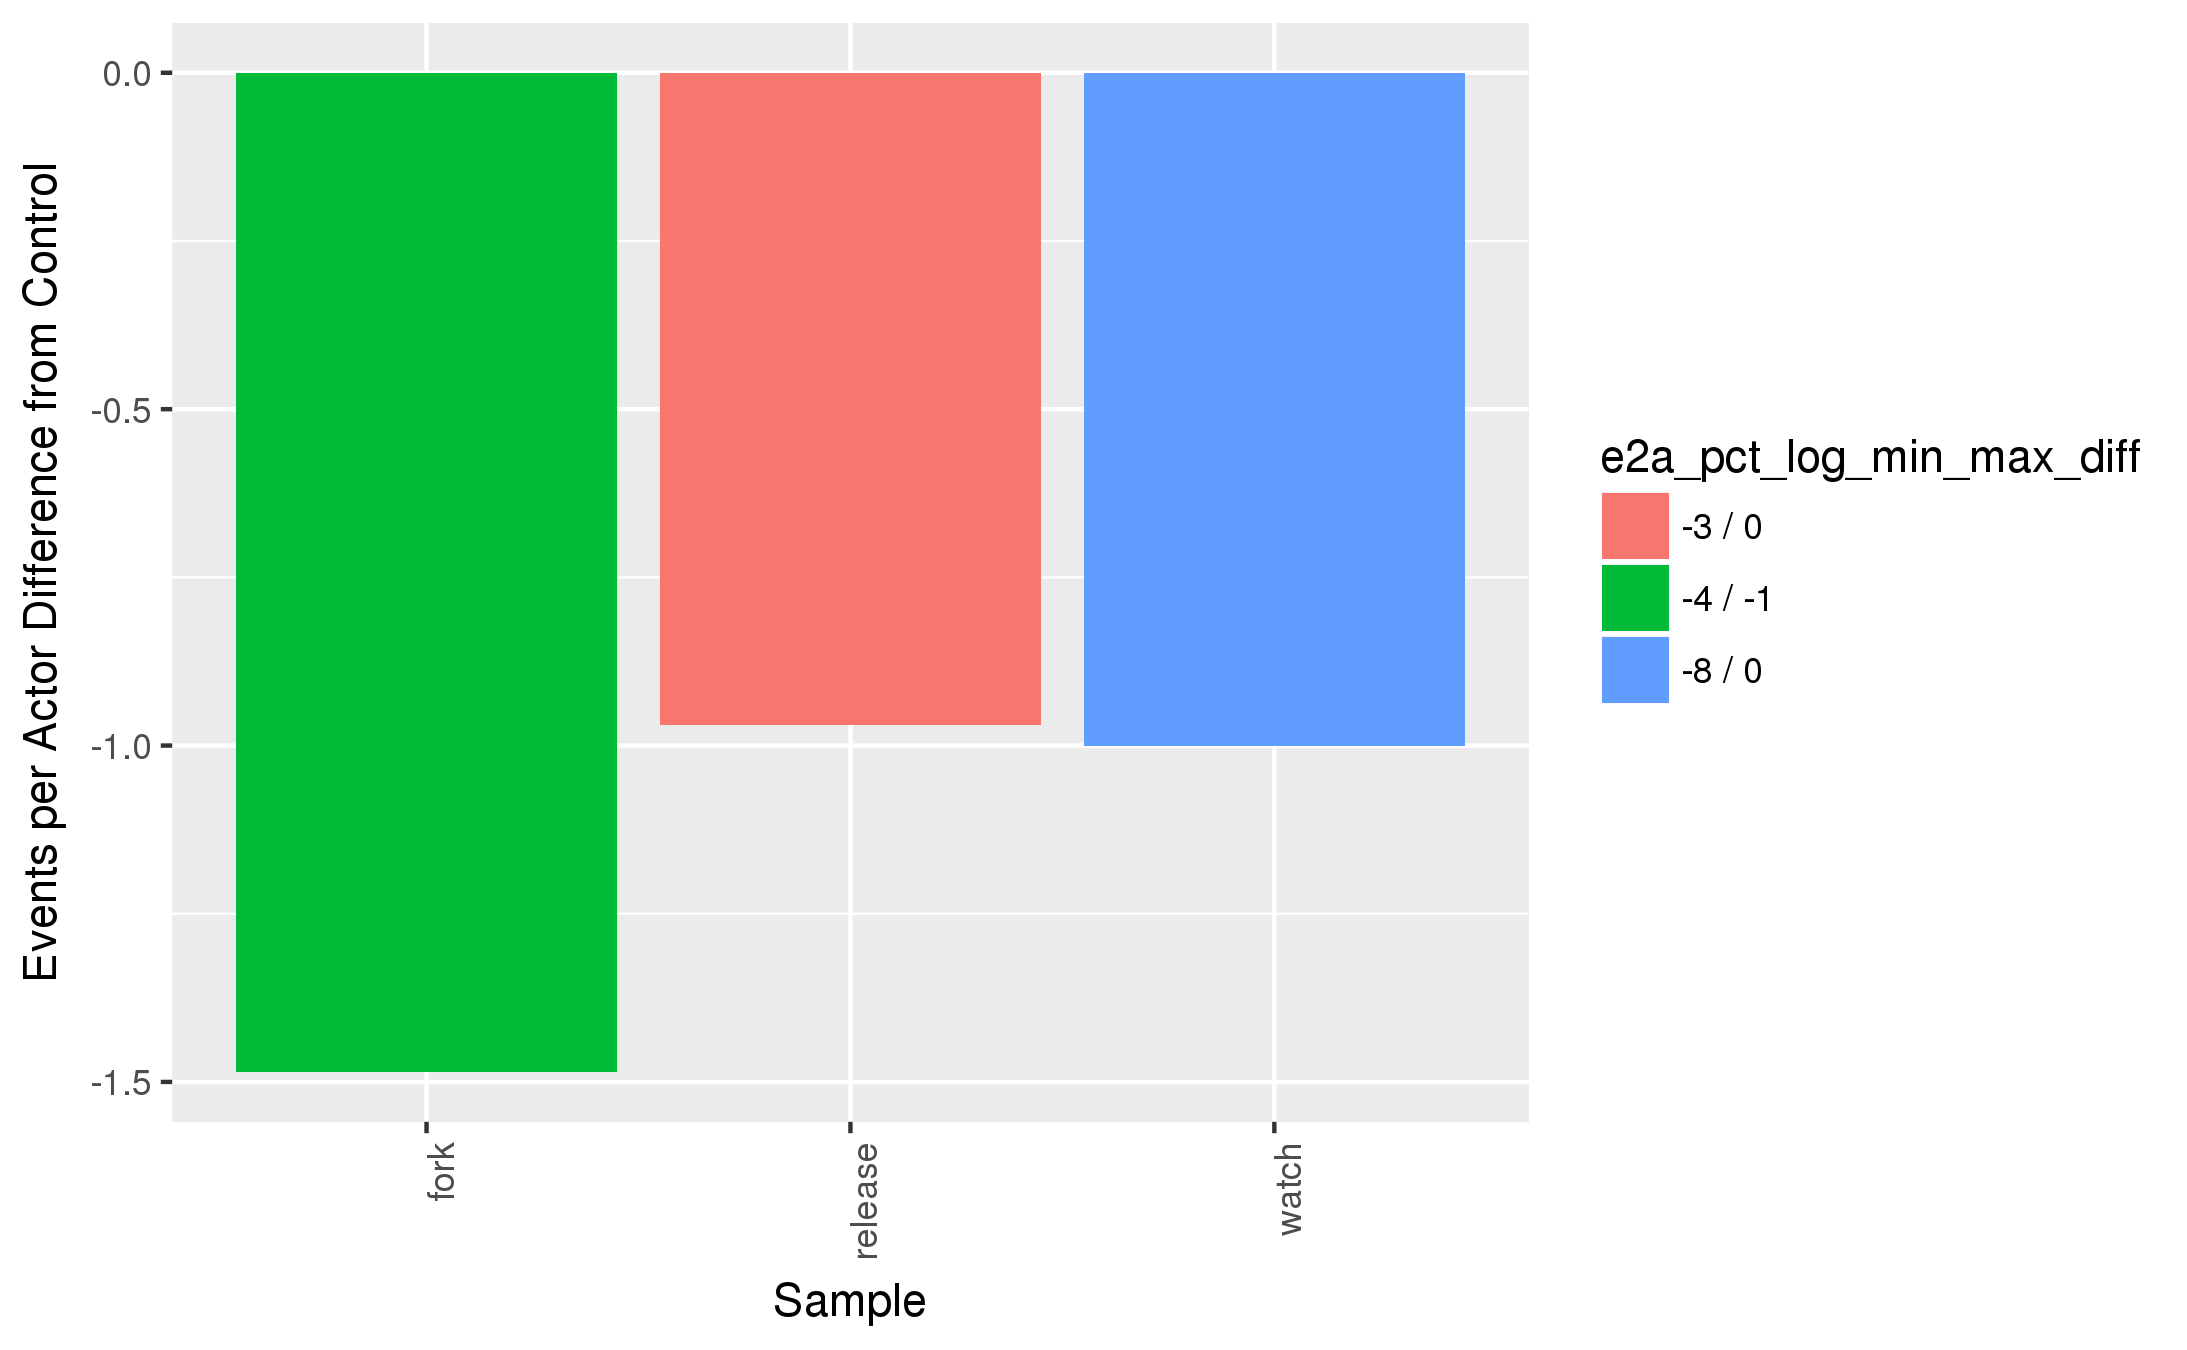 Events per Actor Difference from Control
0.0
-0.5
-1.0
-1.5
fork
release
watch
Sample
e2a_pct_log_min_max_diff
-3 / 0
-4 / -1
-8 / 0